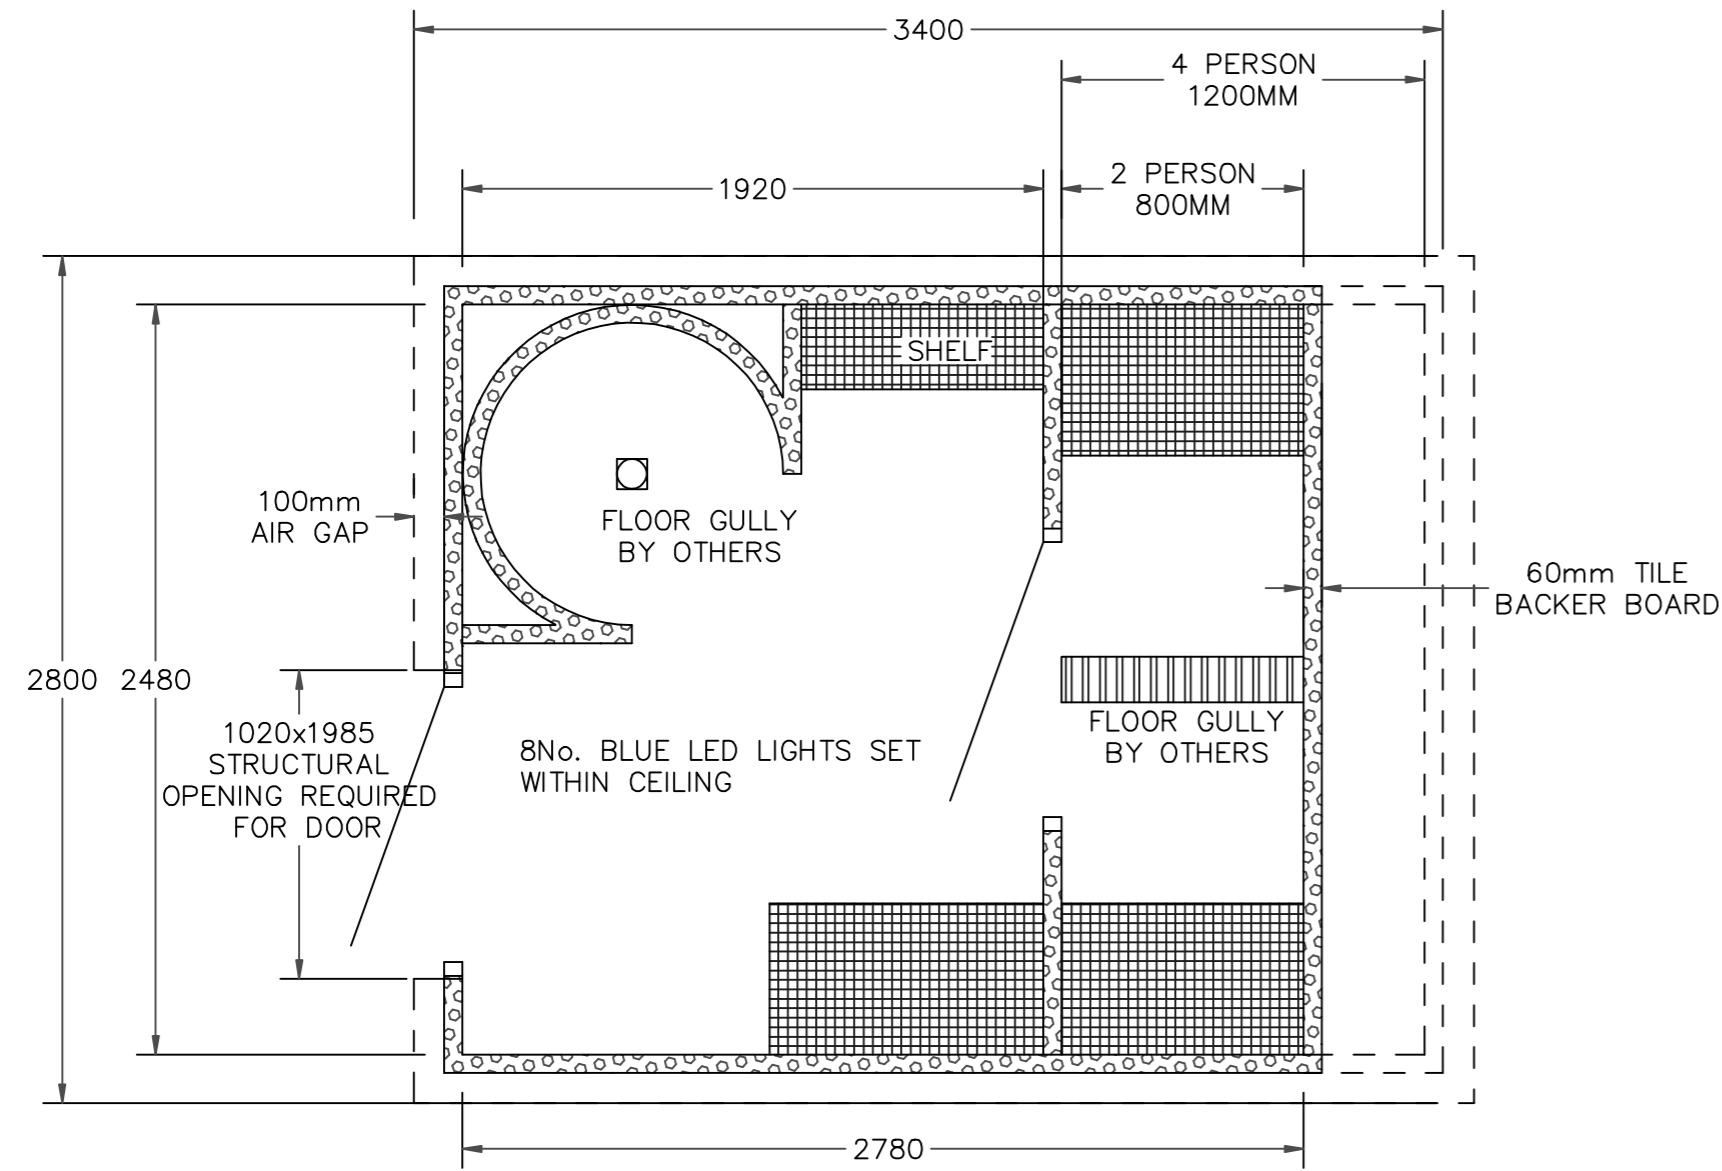 3400
4 PERSON
1200MM
1920
2 PERSON
800MM
SHELF
100mm
AIR GAP
FLOOR GULLY
BY OTHERS
60mm TILE
BACKER BOARD
2800
2480
1020x1985
STRUCTURAL
OPENING REQUIRED
FOR DOOR
8No. BLUE LED LIGHTS SET
WITHIN CEILING
FLOOR GULLY
BY OTHERS
2780